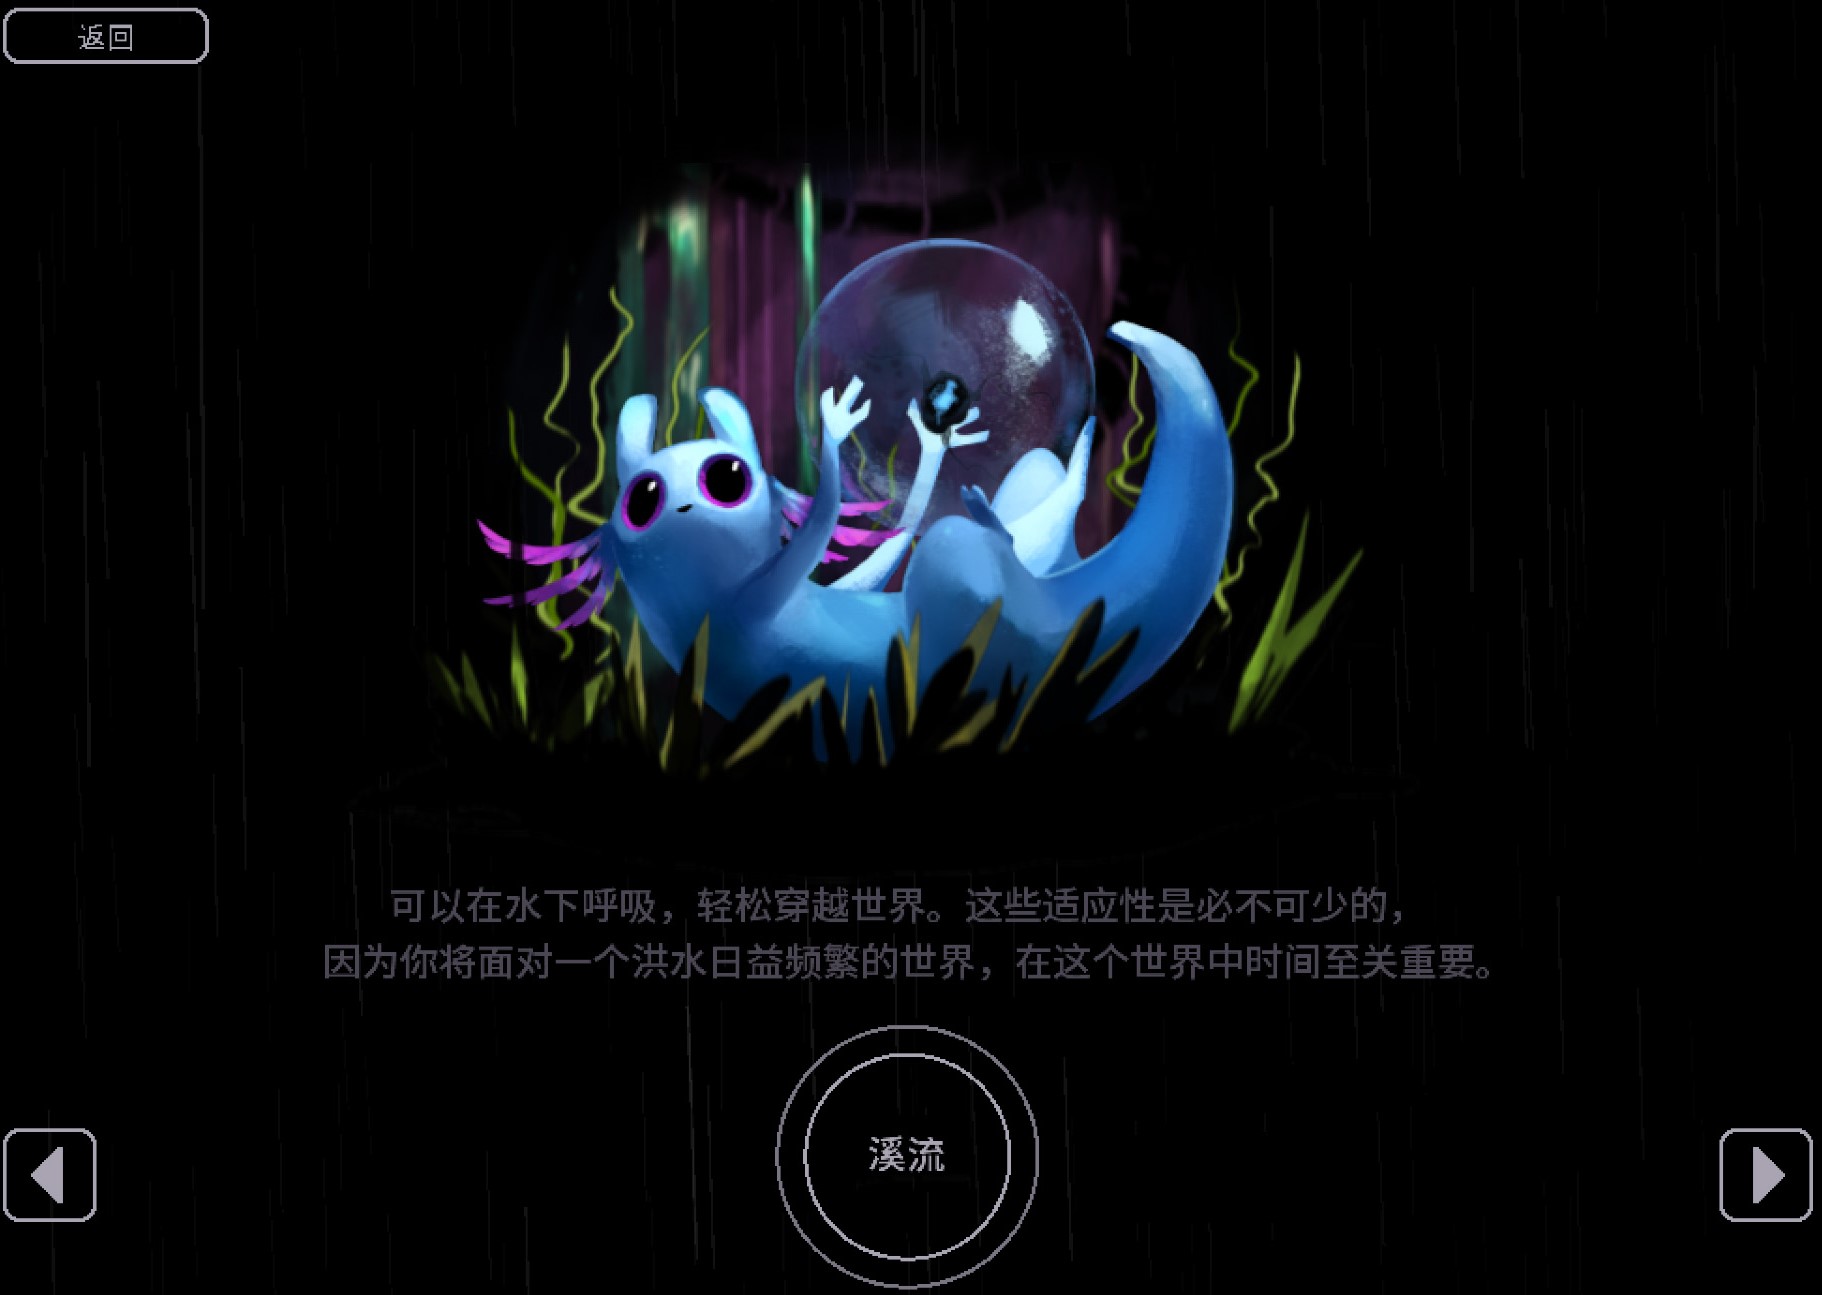 返回
可以在水下呼吸，轻松穿越世界。这些适应性是必不可少的，
因为你将面对一个洪水日益频繁的世界，在这个世界中时间至关重要。
溪流